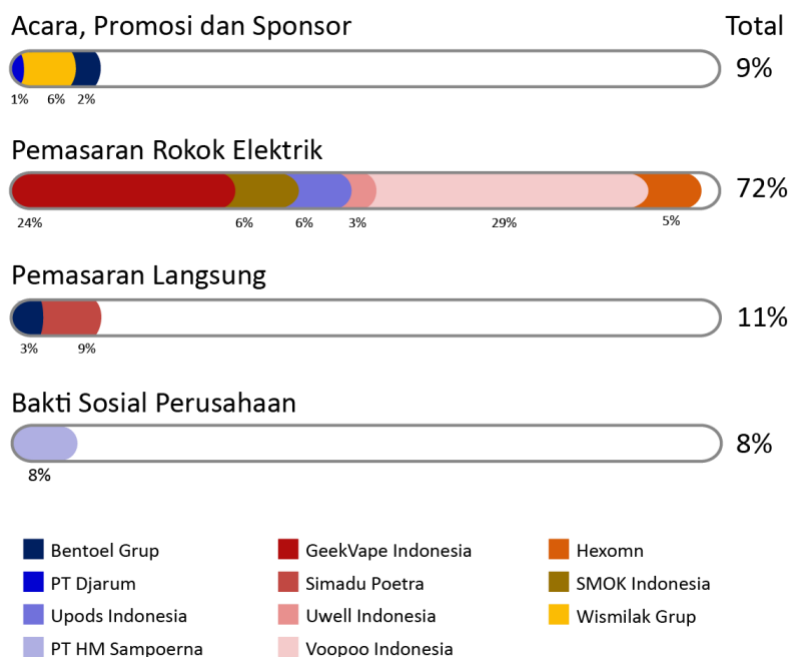 Acara, Promosi dan Sponsor Total
9%
1% 6% 2%
Pemasaran Rokok Elektrik
72%
24% 6% 6% 3% 29% 5%
Pemasaran Langsung
11%
3% 9%
Bakti Sosial Perusahaan
8%
8%
Bentoel Grup GeekVape Indonesia Hexomn
PT Djarum Simadu Poetra SMOK Indonesia
Upods Indonesia Uwell Indonesia Wismilak Grup
PT HM Sampoerna Voopoo Indonesia